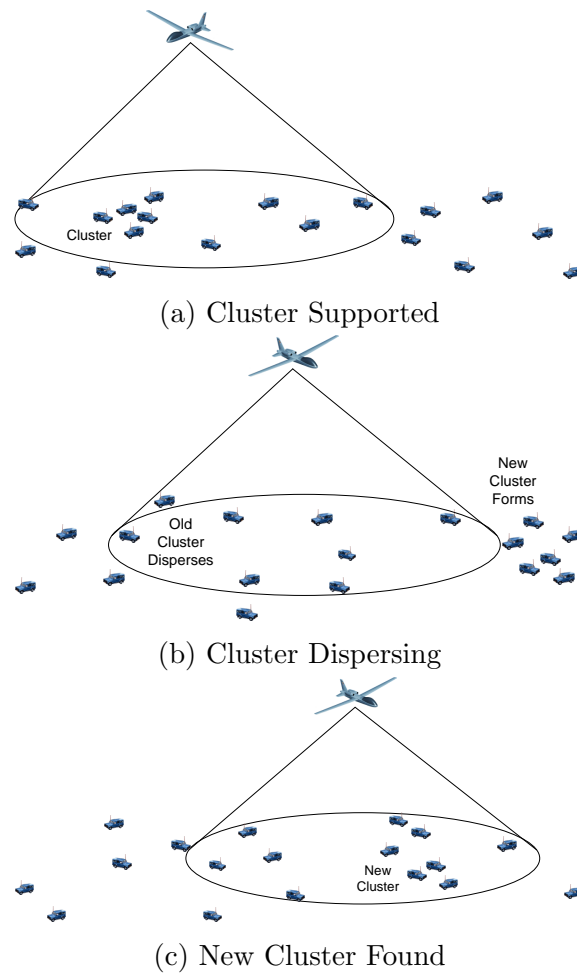 Cluster
(a) Cluster Supported
New
Cluster
Forms
Old
Cluster
Disperses
(b) Cluster Dispersing
New
Cluster
(c) New Cluster Found